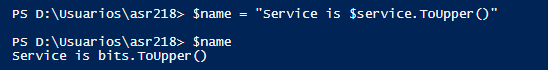 PS D:\Usuarios\asr218> $name = "Service is $service.ToUpper()"
PS D:\Usuarios\asr218> $name
Service is bits.ToUpper()